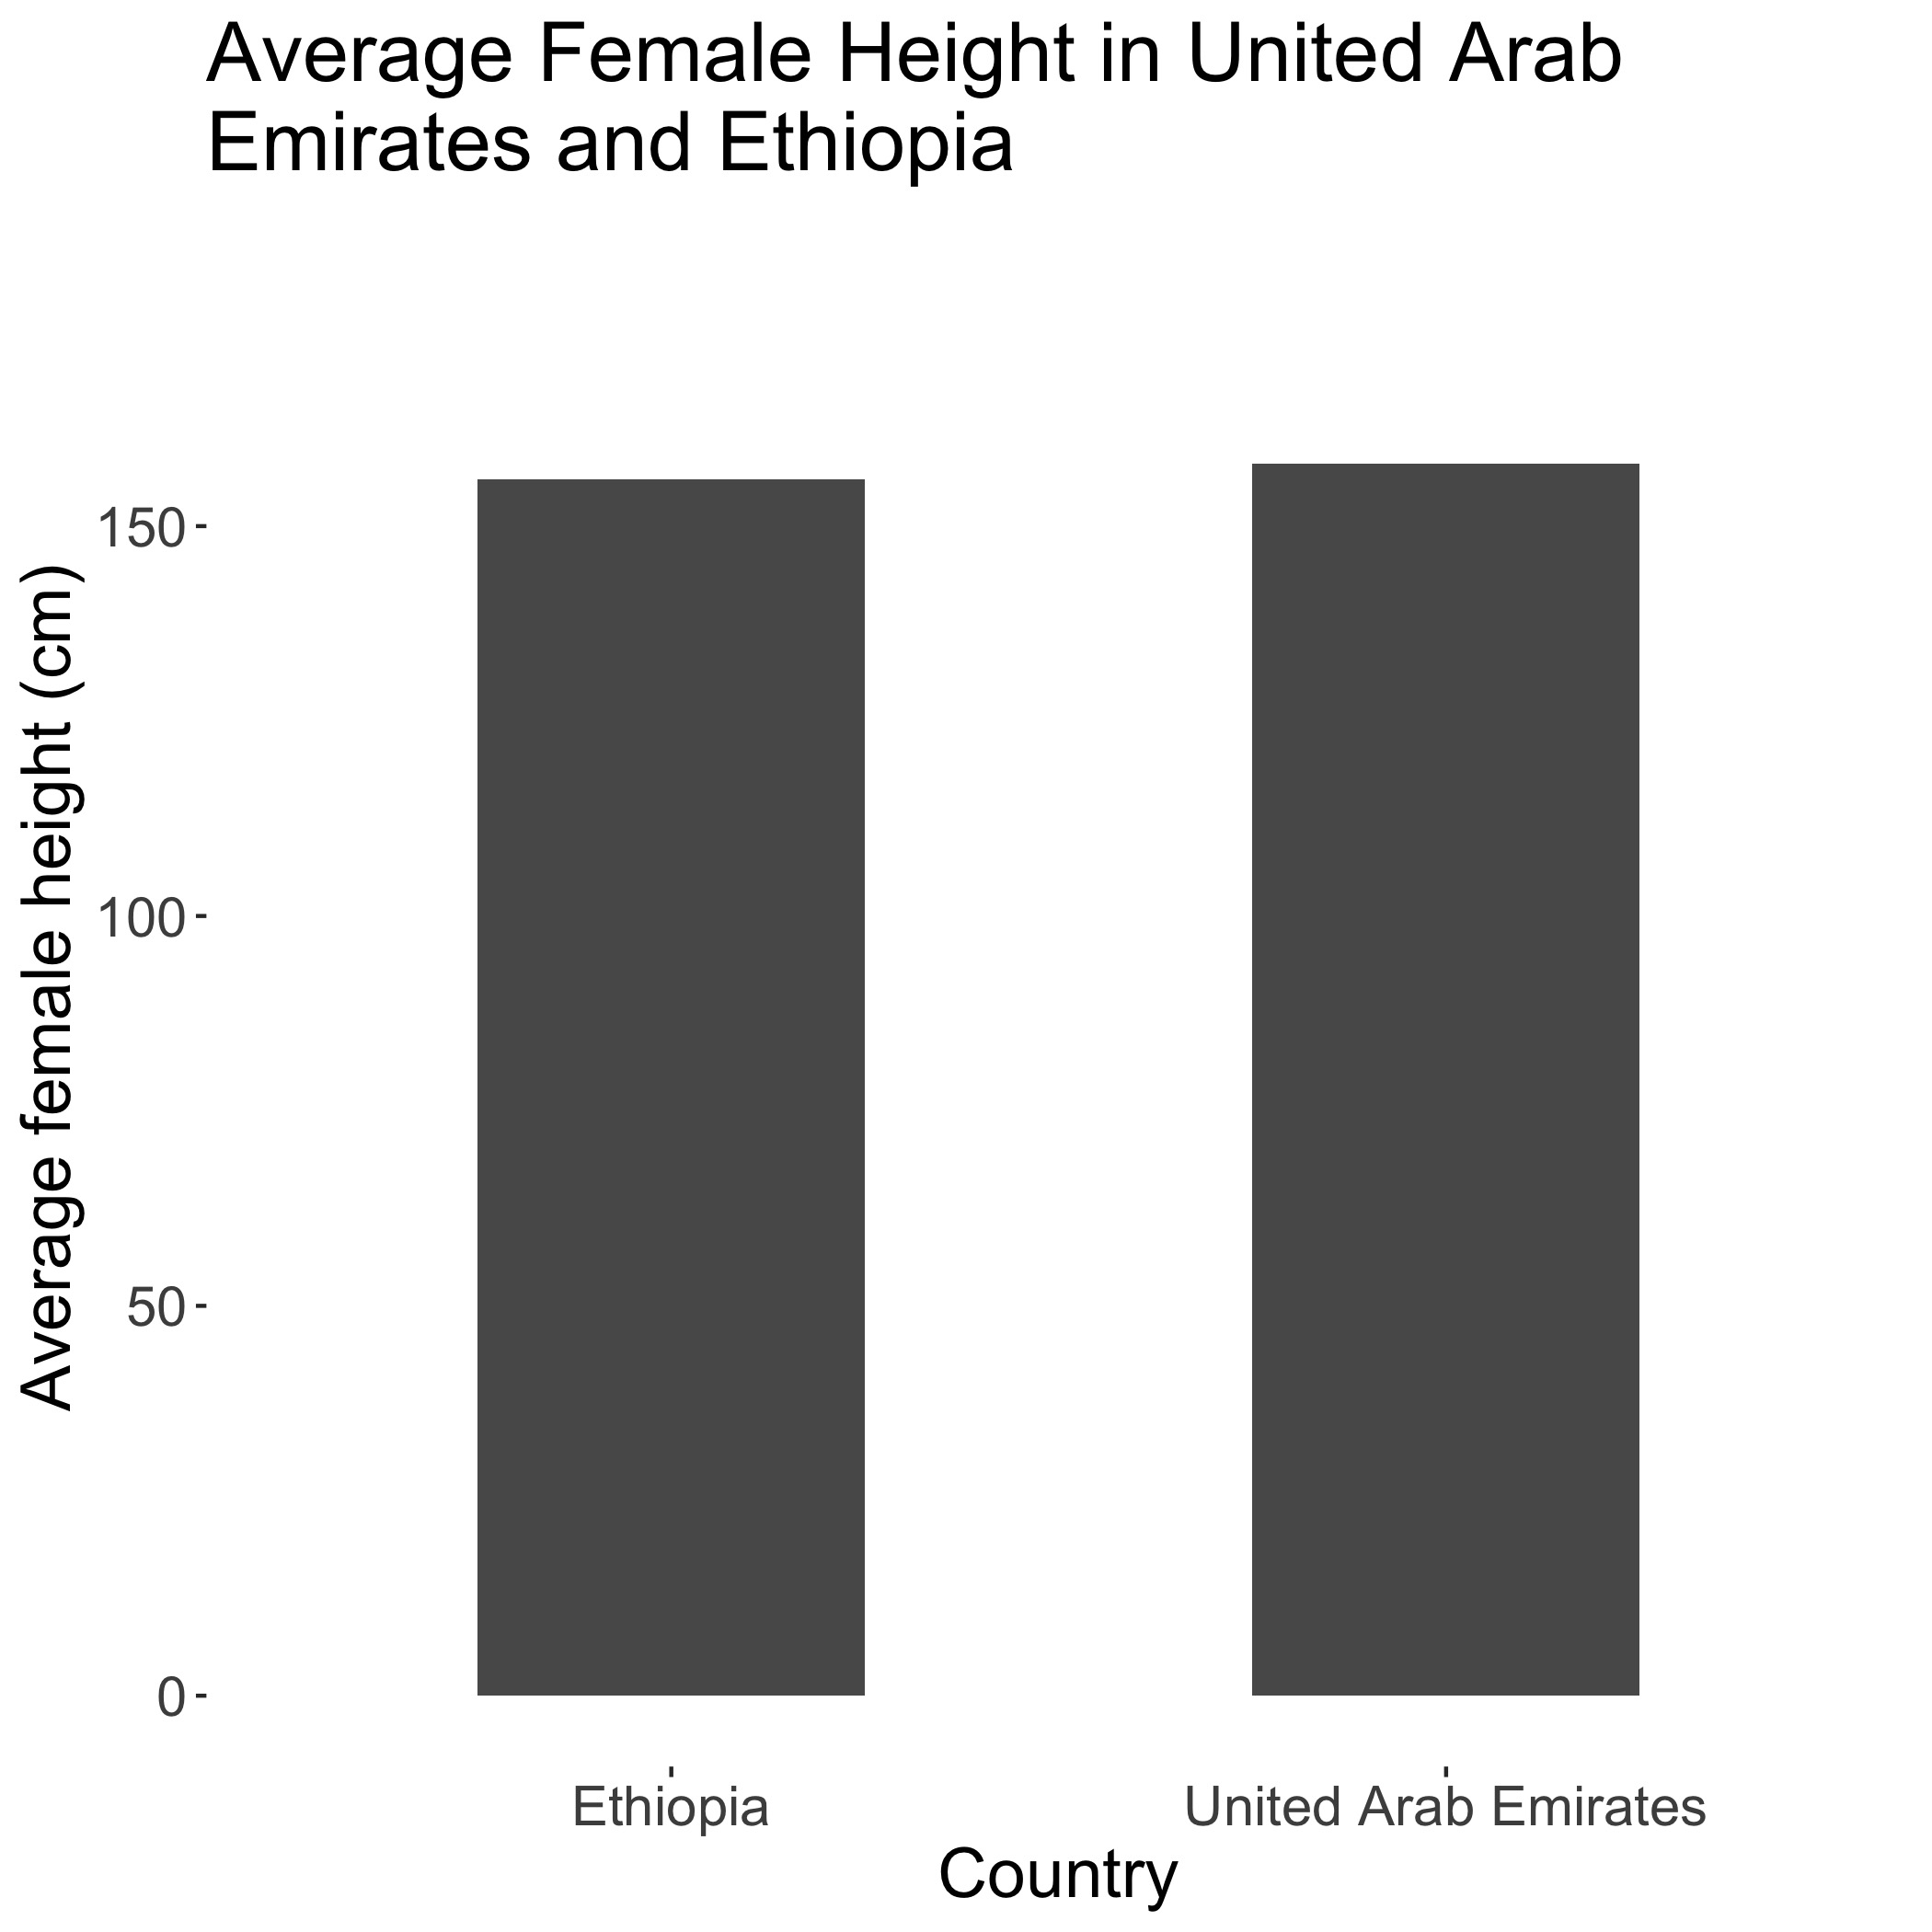 Average Female Height in United Arab
Emirates and Ethiopia
Average female height (cm)
150
100
50
0
Ethiopia
United Arab Emirates
Country